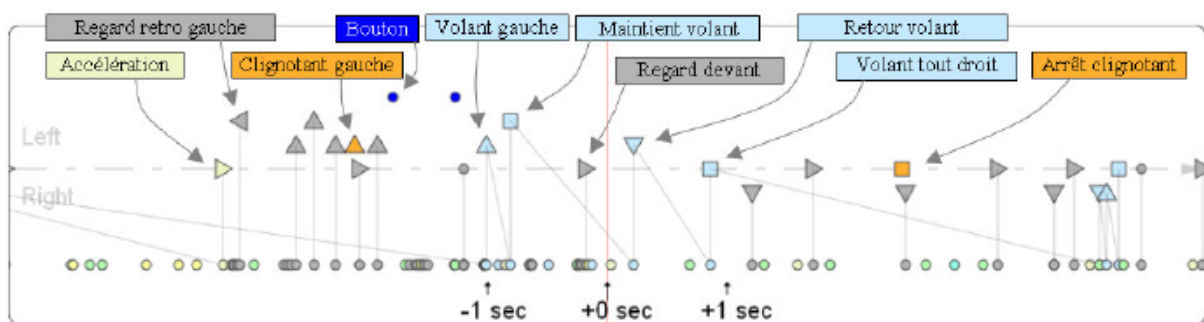 Regard retro gauche
Bouton
Volant gauche
Maintient volant
Retour volant
Accélération
Clignotant gauche
Regard devant
Volant tout droit
Arrêt clignotant
Left
Right
-1 sec
+0 sec
+1 sec